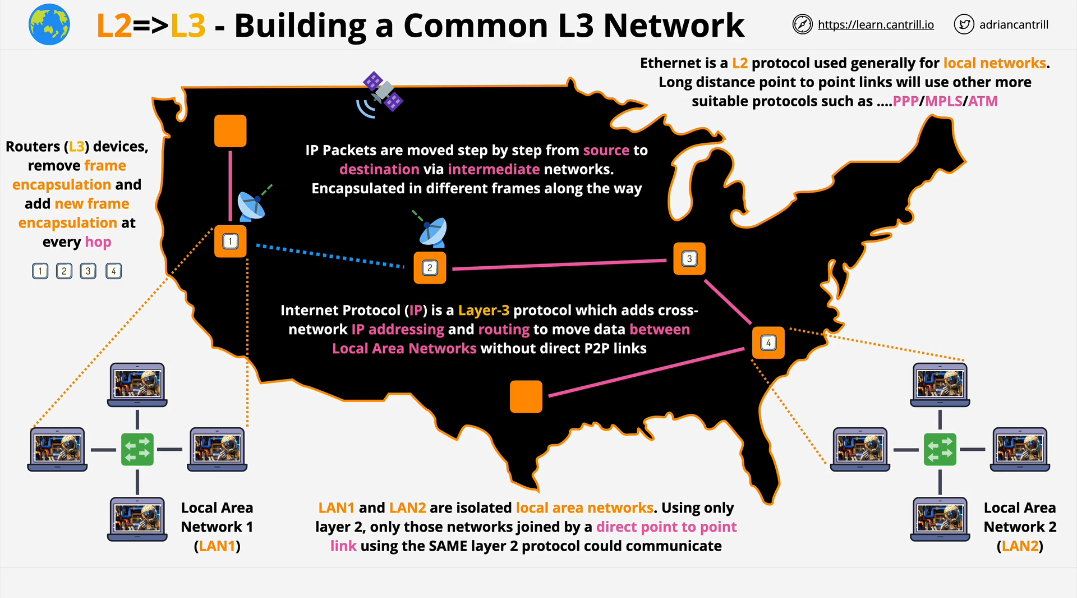 L2=>L3 - Building a Common L3 Network
https://learn.cantrill.io
adriancantrill
Ethernet is a L2 protocol used generally for local networks.
Long distance point to point links will use other more
suitable protocols such as ....PPP/MPLS/ATM
Routers (L3) devices,
remove frame
encapsulation and
add new frame
encapsulation at
every hop
1 2 3 4
IP Packets are moved step by step from source to
destination via intermediate networks.
Encapsulated in different frames along the way
1
2
3
Internet Protocol (IP) is a Layer-3 protocol which adds cross-
network IP addressing and routing to move data between
Local Area Networks without direct P2P links
4
Local Area
Network 1
(LAN1)
LAN1 and LAN2 are isolated local area networks. Using only
layer 2, only those networks joined by a direct point to point
link using the SAME layer 2 protocol could communicate
Local Area
Network 2
(LAN2)